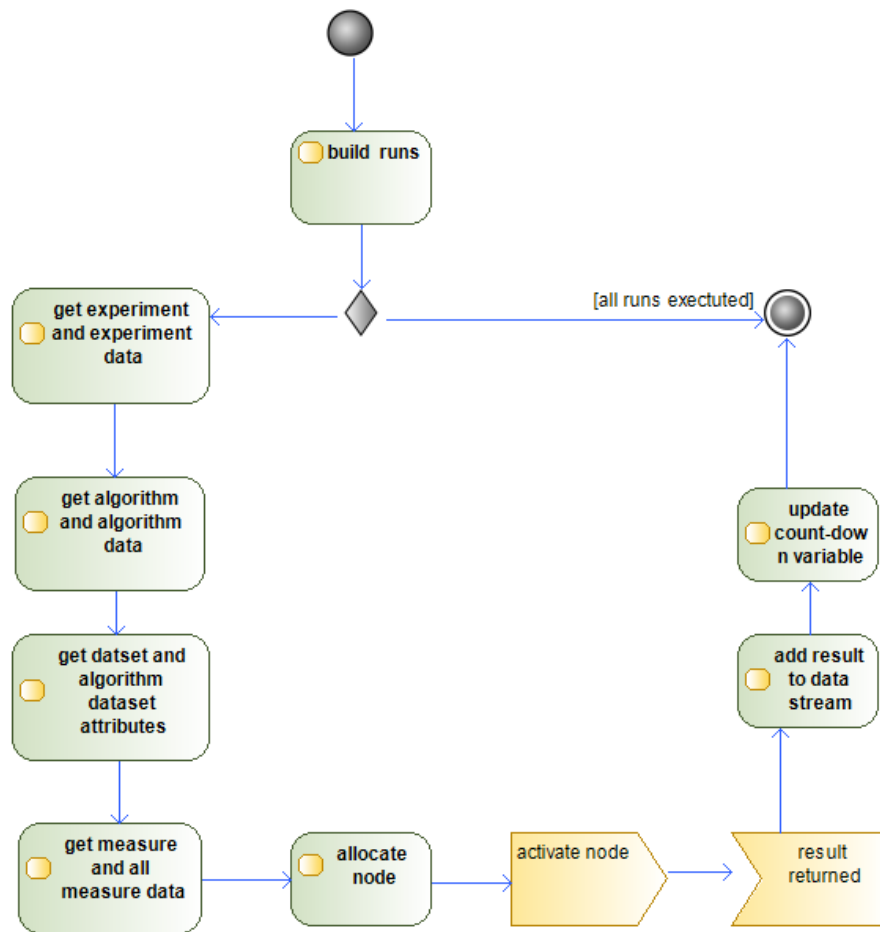 build runs
get experiment
and experiment
data
[all runs exectuted]
get algorithm
and algorithm
data
get datset and
algorithm
dataset
attributes
get measure
and all
measure data
allocate
node
activate node
result
returned
add result
to data
stream
update
count-dow
n variable